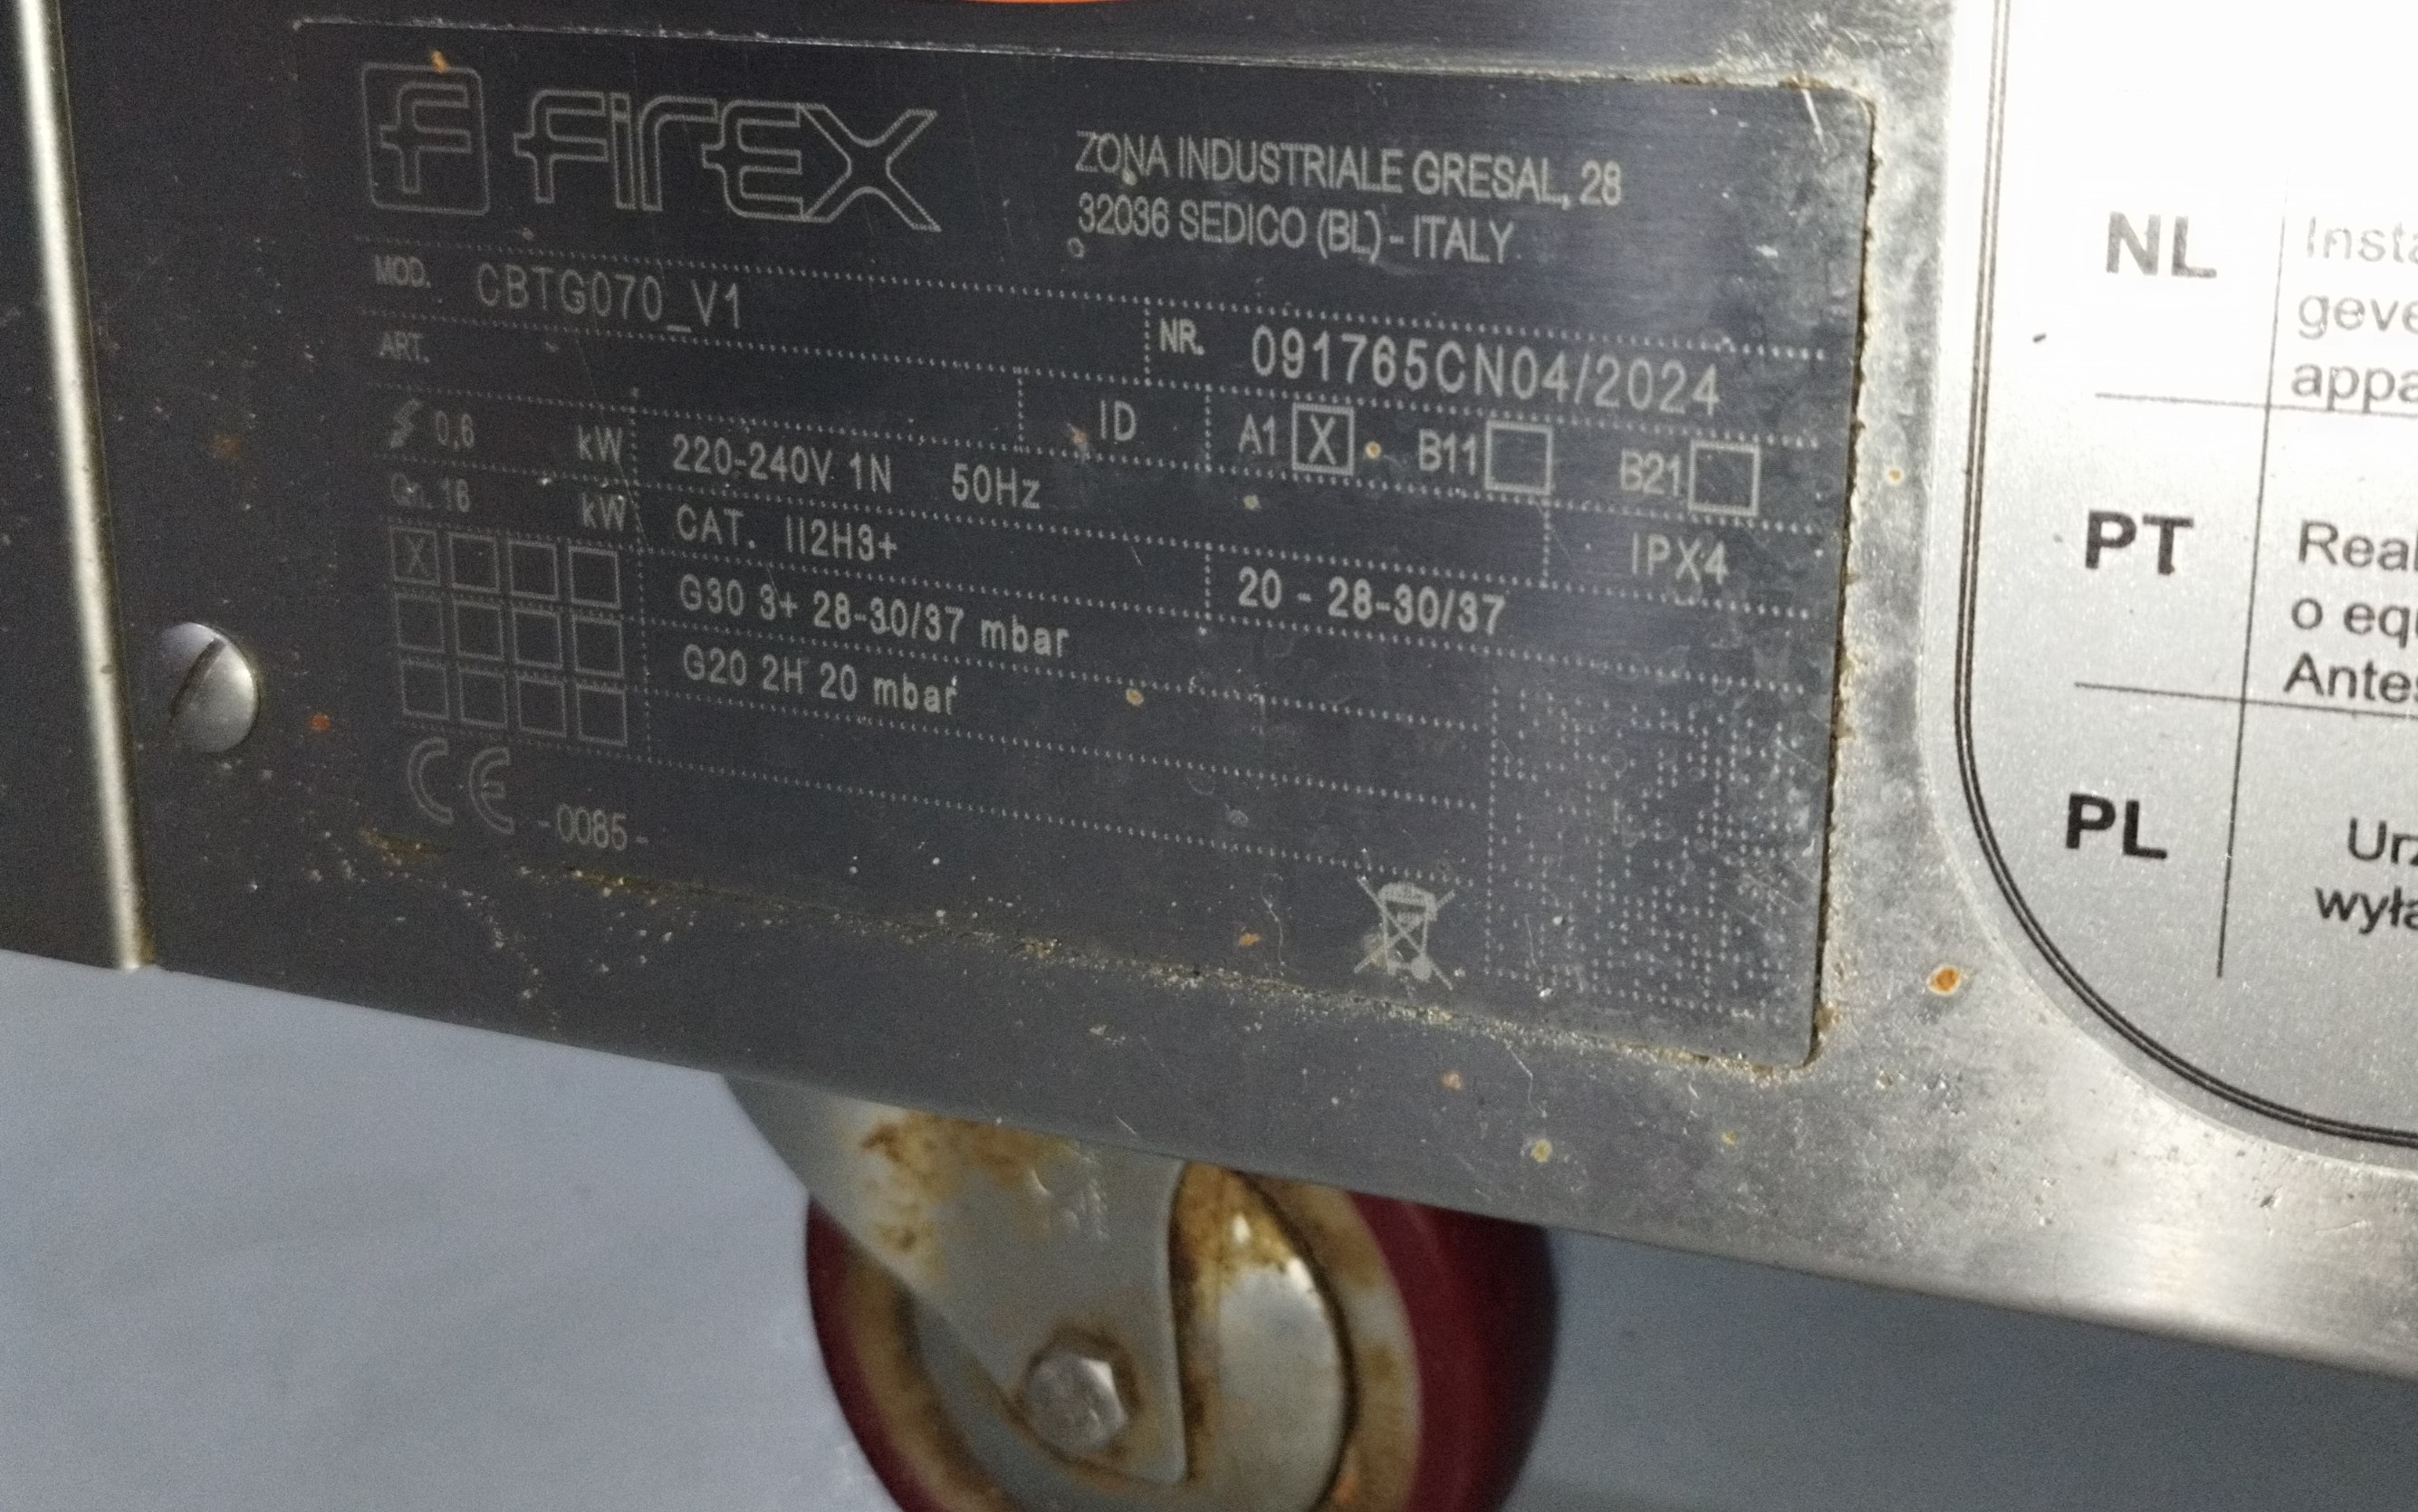 f FIREX
ZONA INDUSTRIALE GRESAL, 28
32036 SEDICO (BL) - ITALY
MOD. CBTG070_V1
NR. 091765CN04/2024
ART.
ID
A1 X B11 B21
0,6 kW
220-240V 1N 50Hz
IPX4
Qn. 16 kW
CAT. II2H3+
20 - 28-30/37
X
G30 3+ 28-30/37 mbar
G20 2H 20 mbar
CE -0085-
NL
geve
appa
PT
Real
o equ
Antes
PL
Urz
wyła